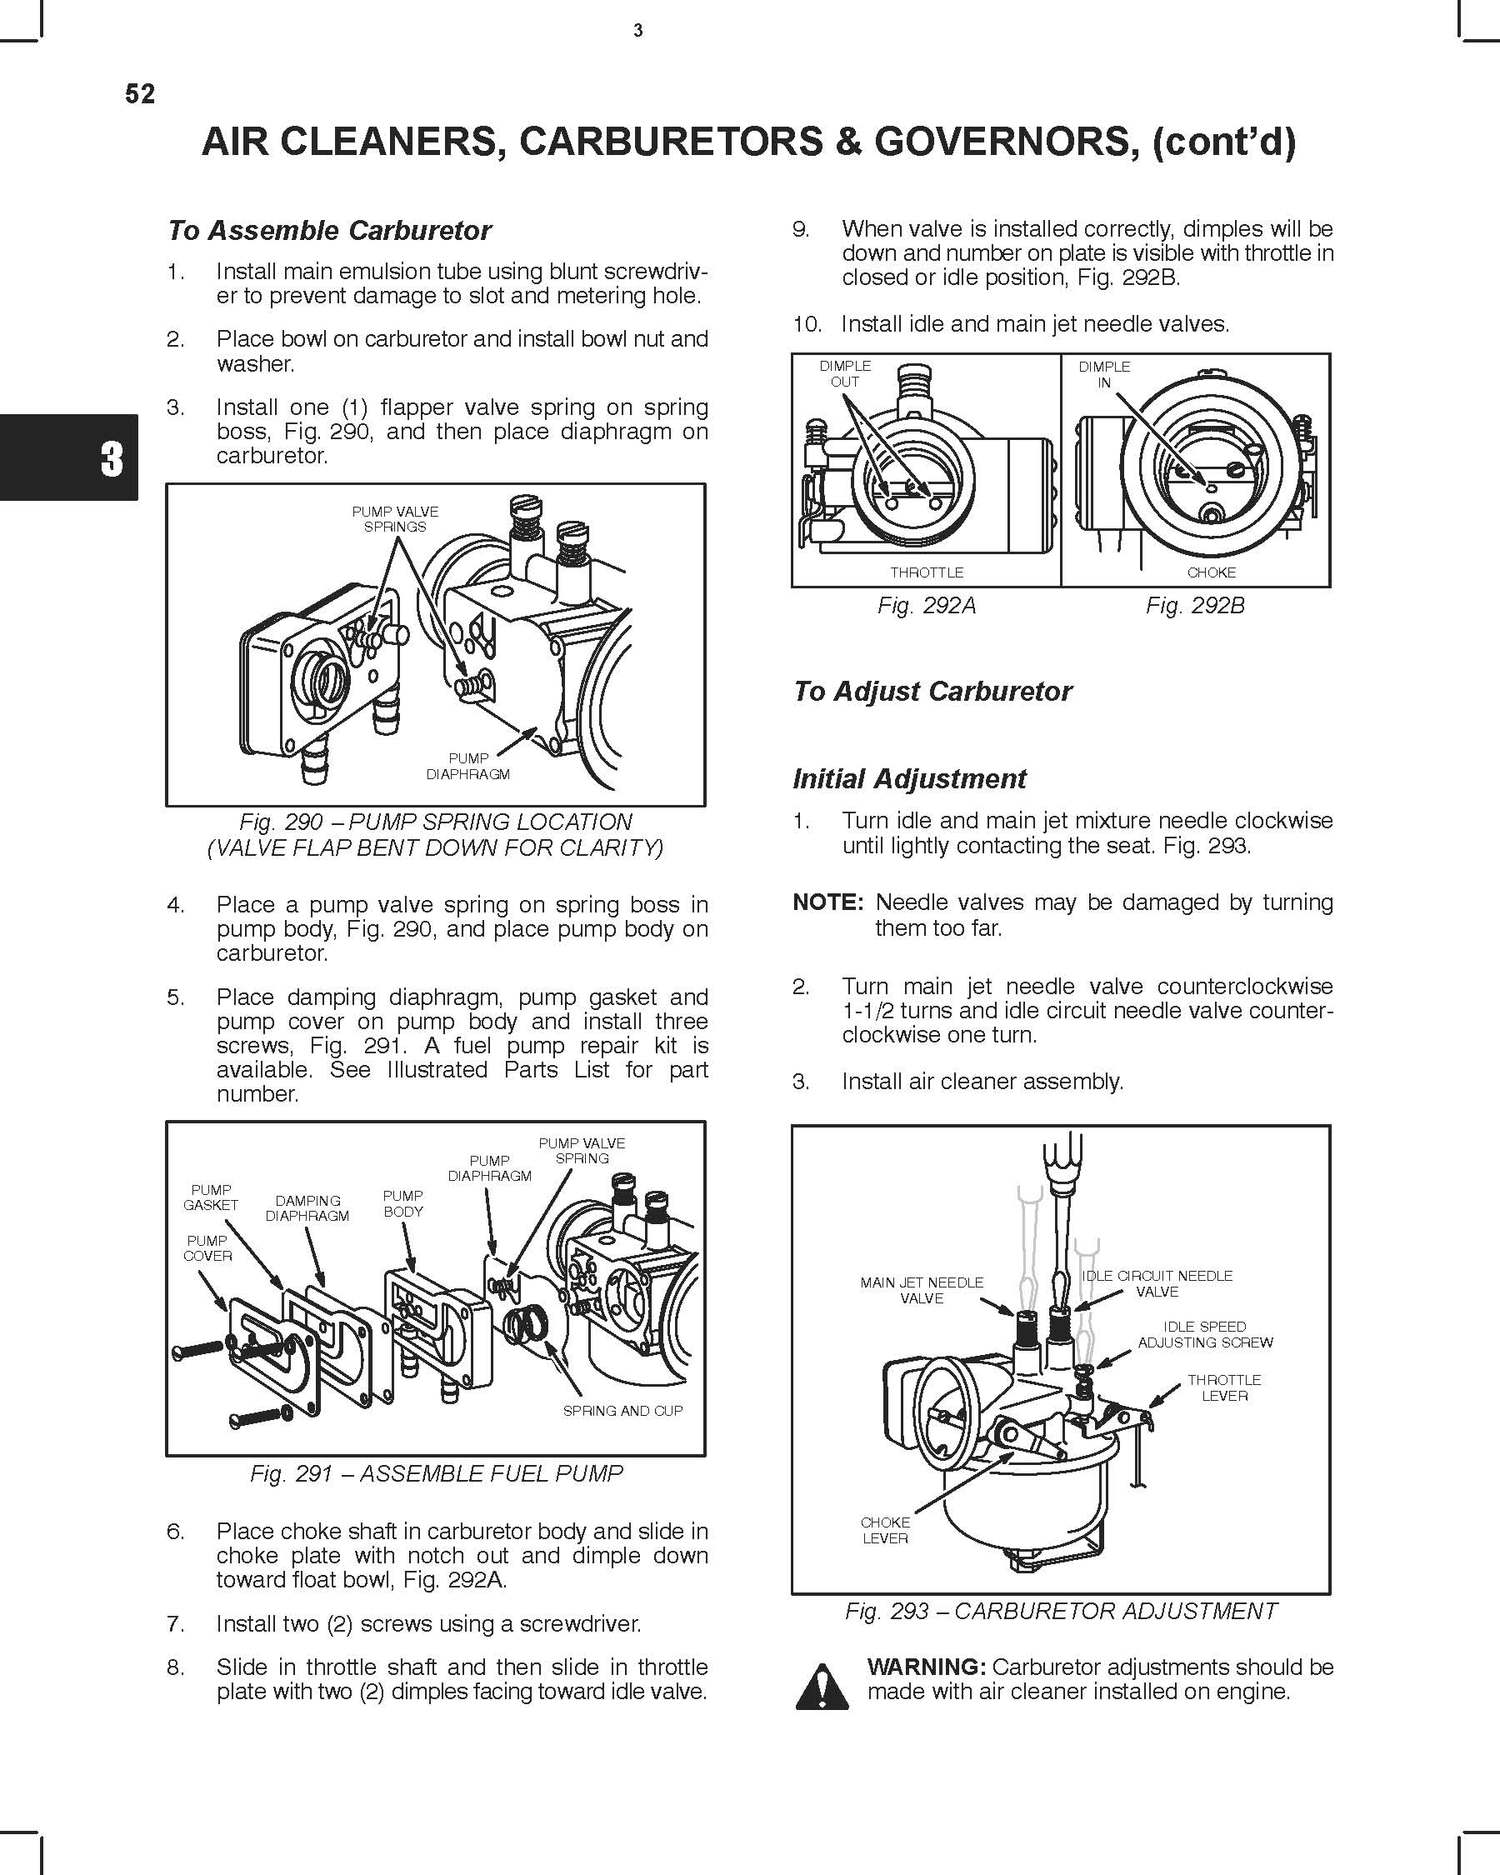 3
52
AIR CLEANERS, CARBURETORS & GOVERNORS, (cont’d)
3
To Assemble Carburetor
1. Install main emulsion tube using blunt screwdriv-
er to prevent damage to slot and metering hole.
2. Place bowl on carburetor and install bowl nut and
washer.
3. Install one (1) flapper valve spring on spring
boss, Fig. 290, and then place diaphragm on
carburetor.
PUMP VALVE
SPRINGS
PUMP
DIAPHRAGM
Fig. 290 – PUMP SPRING LOCATION
(VALVE FLAP BENT DOWN FOR CLARITY)
4. Place a pump valve spring on spring boss in
pump body, Fig. 290, and place pump body on
carburetor.
5. Place damping diaphragm, pump gasket and
pump cover on pump body and install three
screws, Fig. 291. A fuel pump repair kit is
available. See Illustrated Parts List for part
number.
PUMP VALVE
SPRING
PUMP
DIAPHRAGM
PUMP
GASKET
DAMPING
DIAPHRAGM
PUMP
BODY
PUMP
COVER
SPRING AND CUP
Fig. 291 – ASSEMBLE FUEL PUMP
6. Place choke shaft in carburetor body and slide in
choke plate with notch out and dimple down
toward float bowl, Fig. 292A.
7. Install two (2) screws using a screwdriver.
8. Slide in throttle shaft and then slide in throttle
plate with two (2) dimples facing toward idle valve.
9. When valve is installed correctly, dimples will be
down and number on plate is visible with throttle in
closed or idle position, Fig. 292B.
10. Install idle and main jet needle valves.
DIMPLE
OUT
THROTTLE
DIMPLE
IN
CHOKE
Fig. 292A
Fig. 292B
To Adjust Carburetor
Initial Adjustment
1. Turn idle and main jet mixture needle clockwise
until lightly contacting the seat. Fig. 293.
NOTE: Needle valves may be damaged by turning
them too far.
2. Turn main jet needle valve counterclockwise
1-1/2 turns and idle circuit needle valve counter-
clockwise one turn.
3. Install air cleaner assembly.
MAIN JET NEEDLE
VALVE
IDLE CIRCUIT NEEDLE
VALVE
IDLE SPEED
ADJUSTING SCREW
THROTTLE
LEVER
CHOKE
LEVER
Fig. 293 – CARBURETOR ADJUSTMENT
WARNING: Carburetor adjustments should be
made with air cleaner installed on engine.